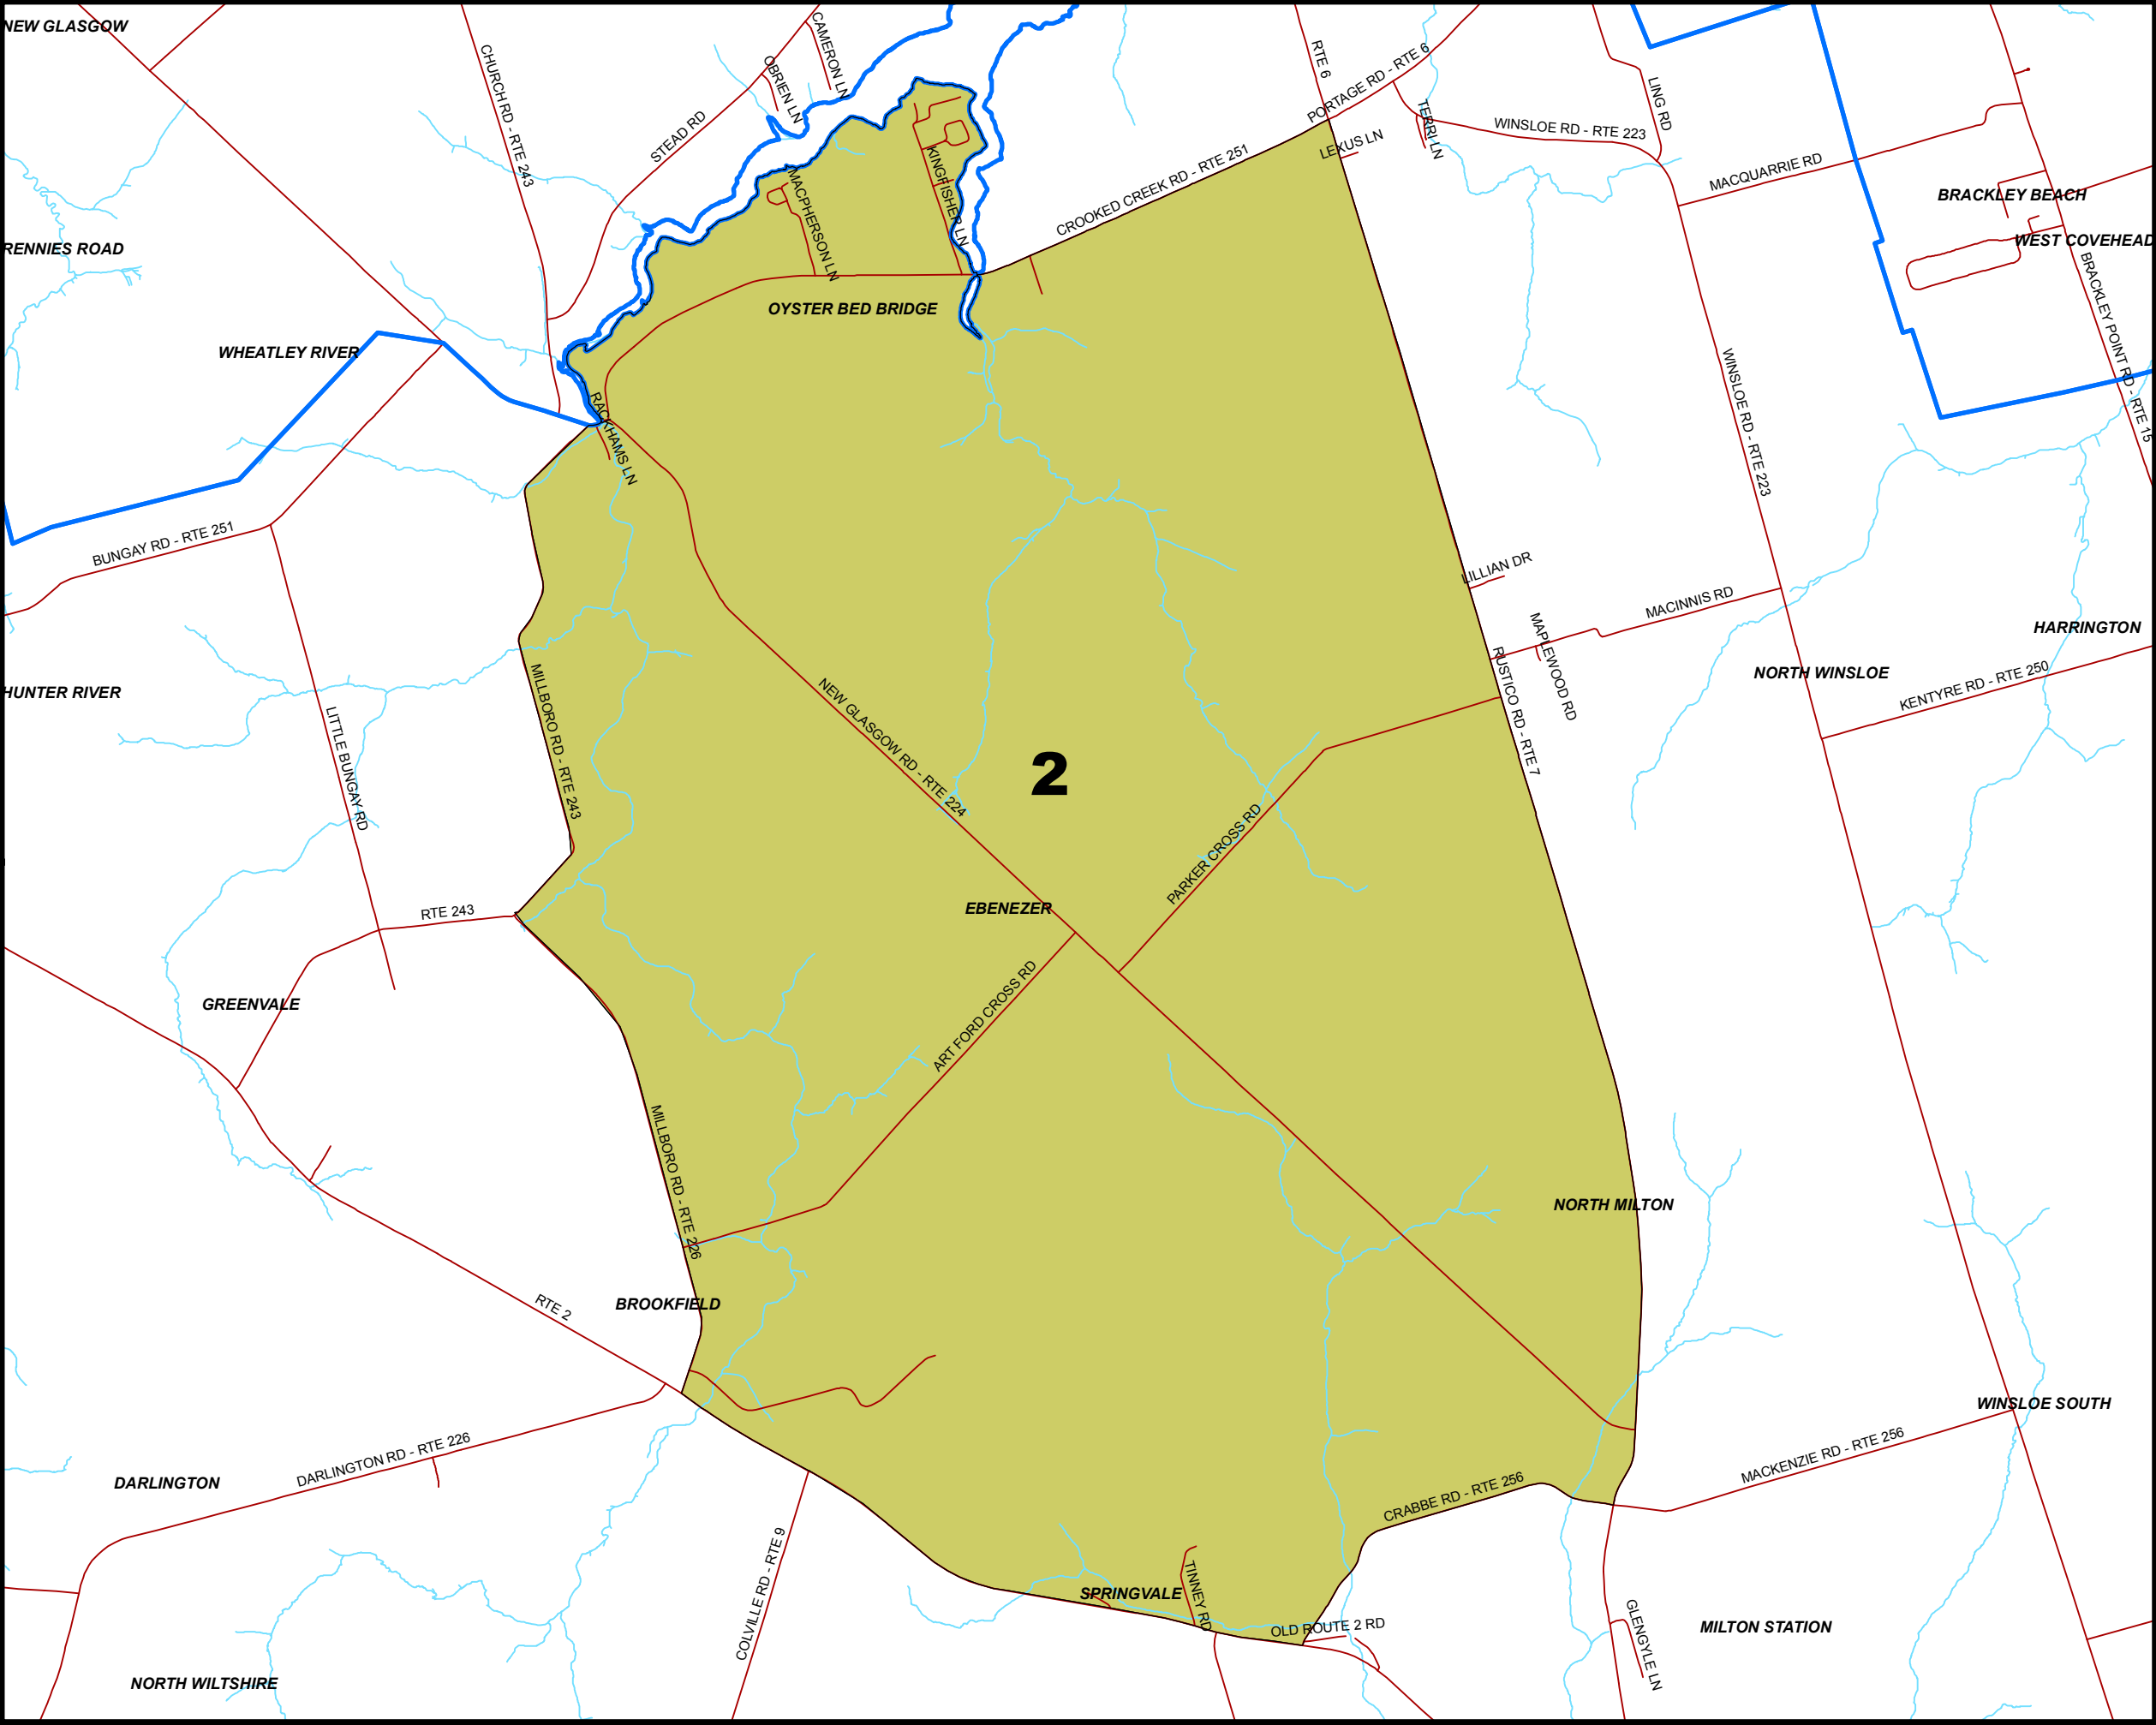 NEW GLASGOW
CHURCH RD - RTE 243
OBRIEN LN
CAMERON LN
STEAD RD
RTE 6
PORTAGE RD - RTE 6
LEXUS LN
TERRI LN
WINSLOE RD - RTE 223
LING RD
MACQUARRIE RD
BRACKLEY BEACH
WEST COVEHEAD
BRACKLEY POINT RD - RTE 15
RENNIES ROAD
MACPHERSON LN
KINGFISHER LN
CROOKED CREEK RD - RTE 251
OYSTER BED BRIDGE
WHEATLEY RIVER
RACKHAMS LN
WINSLOE RD - RTE 223
BUNGAY RD - RTE 251
LILLIAN DR
MACINNIS RD
MAPLEWOOD RD
HARRINGTON
NORTH WINSLOE
KENTYRE RD - RTE 250
HUNTER RIVER
LITTLE BUNGAY RD
MILLBORO RD - RTE 243
NEW GLASGOW RD - RTE 224
RUSTICO RD - RTE 7
2
PARKER CROSS RD
EBENEZER
RTE 243
GREENVALE
ART FORD CROSS RD
MILLBORO RD - RTE 226
NORTH MILTON
BROOKFIELD
RTE 2
WINSLOE SOUTH
MACKENZIE RD - RTE 256
DARLINGTON RD - RTE 226
DARLINGTON
CRABBE RD - RTE 256
COLVILLE RD - RTE 9
SPRINGVALE
TINNEY RD
OLD ROUTE 2 RD
GLENGYLE LN
MILTON STATION
NORTH WILTSHIRE